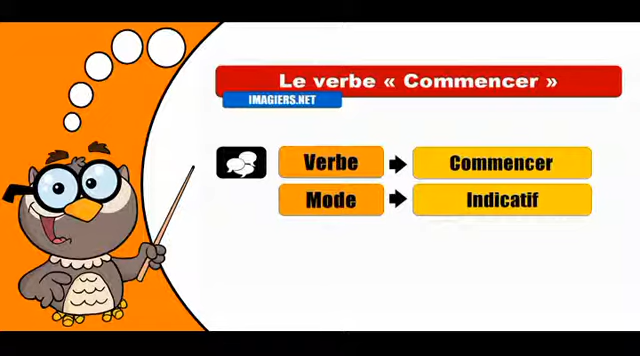 Le verbe « Commencer »
IMAGIERS.NET
Verbe Commencer
Mode Indicatif